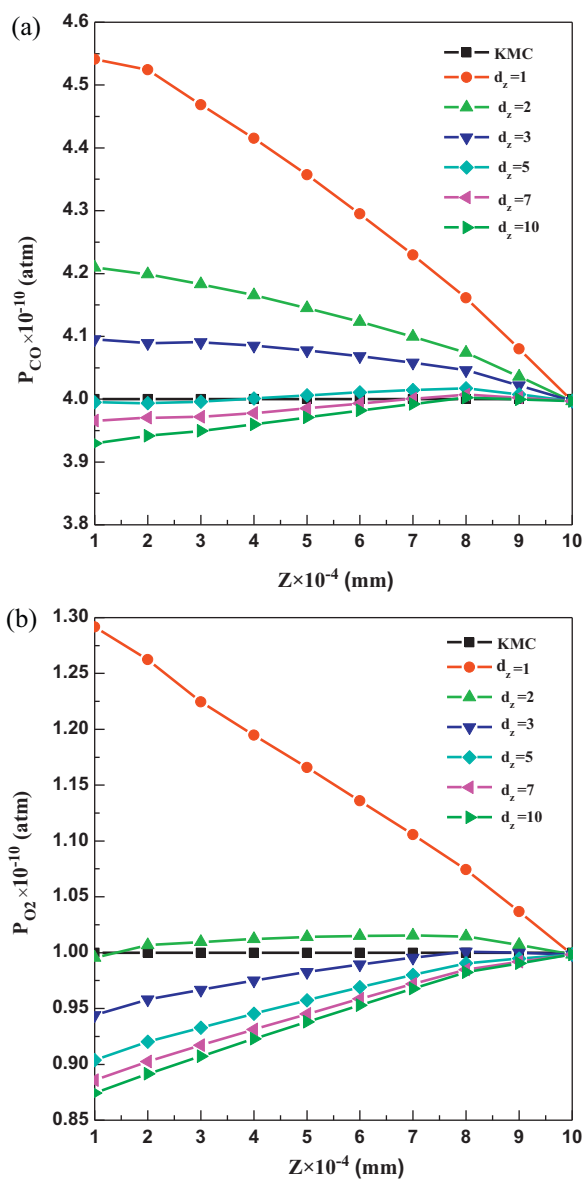 (a)
4.6
4.5
4.4
4.3
4.2
4.1
4.0
3.9
3.8
P_CO×10^-10 (atm)
KMC
d_z=1
d_z=2
d_z=3
d_z=5
d_z=7
d_z=10
1 2 3 4 5 6 7 8 9 10
Z×10^-4 (mm)
(b)
1.30
1.25
1.20
1.15
1.10
1.05
1.00
0.95
0.90
0.85
P_O2×10^-10 (atm)
KMC
d_z=1
d_z=2
d_z=3
d_z=5
d_z=7
d_z=10
1 2 3 4 5 6 7 8 9 10
Z×10^-4 (mm)